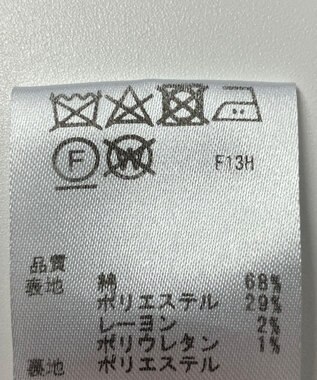 F W F13H
品質
表地 綿 68%
ポリエステル 29%
レーヨン 2%
ポリウレタン 1%
裏地 ポリエステル